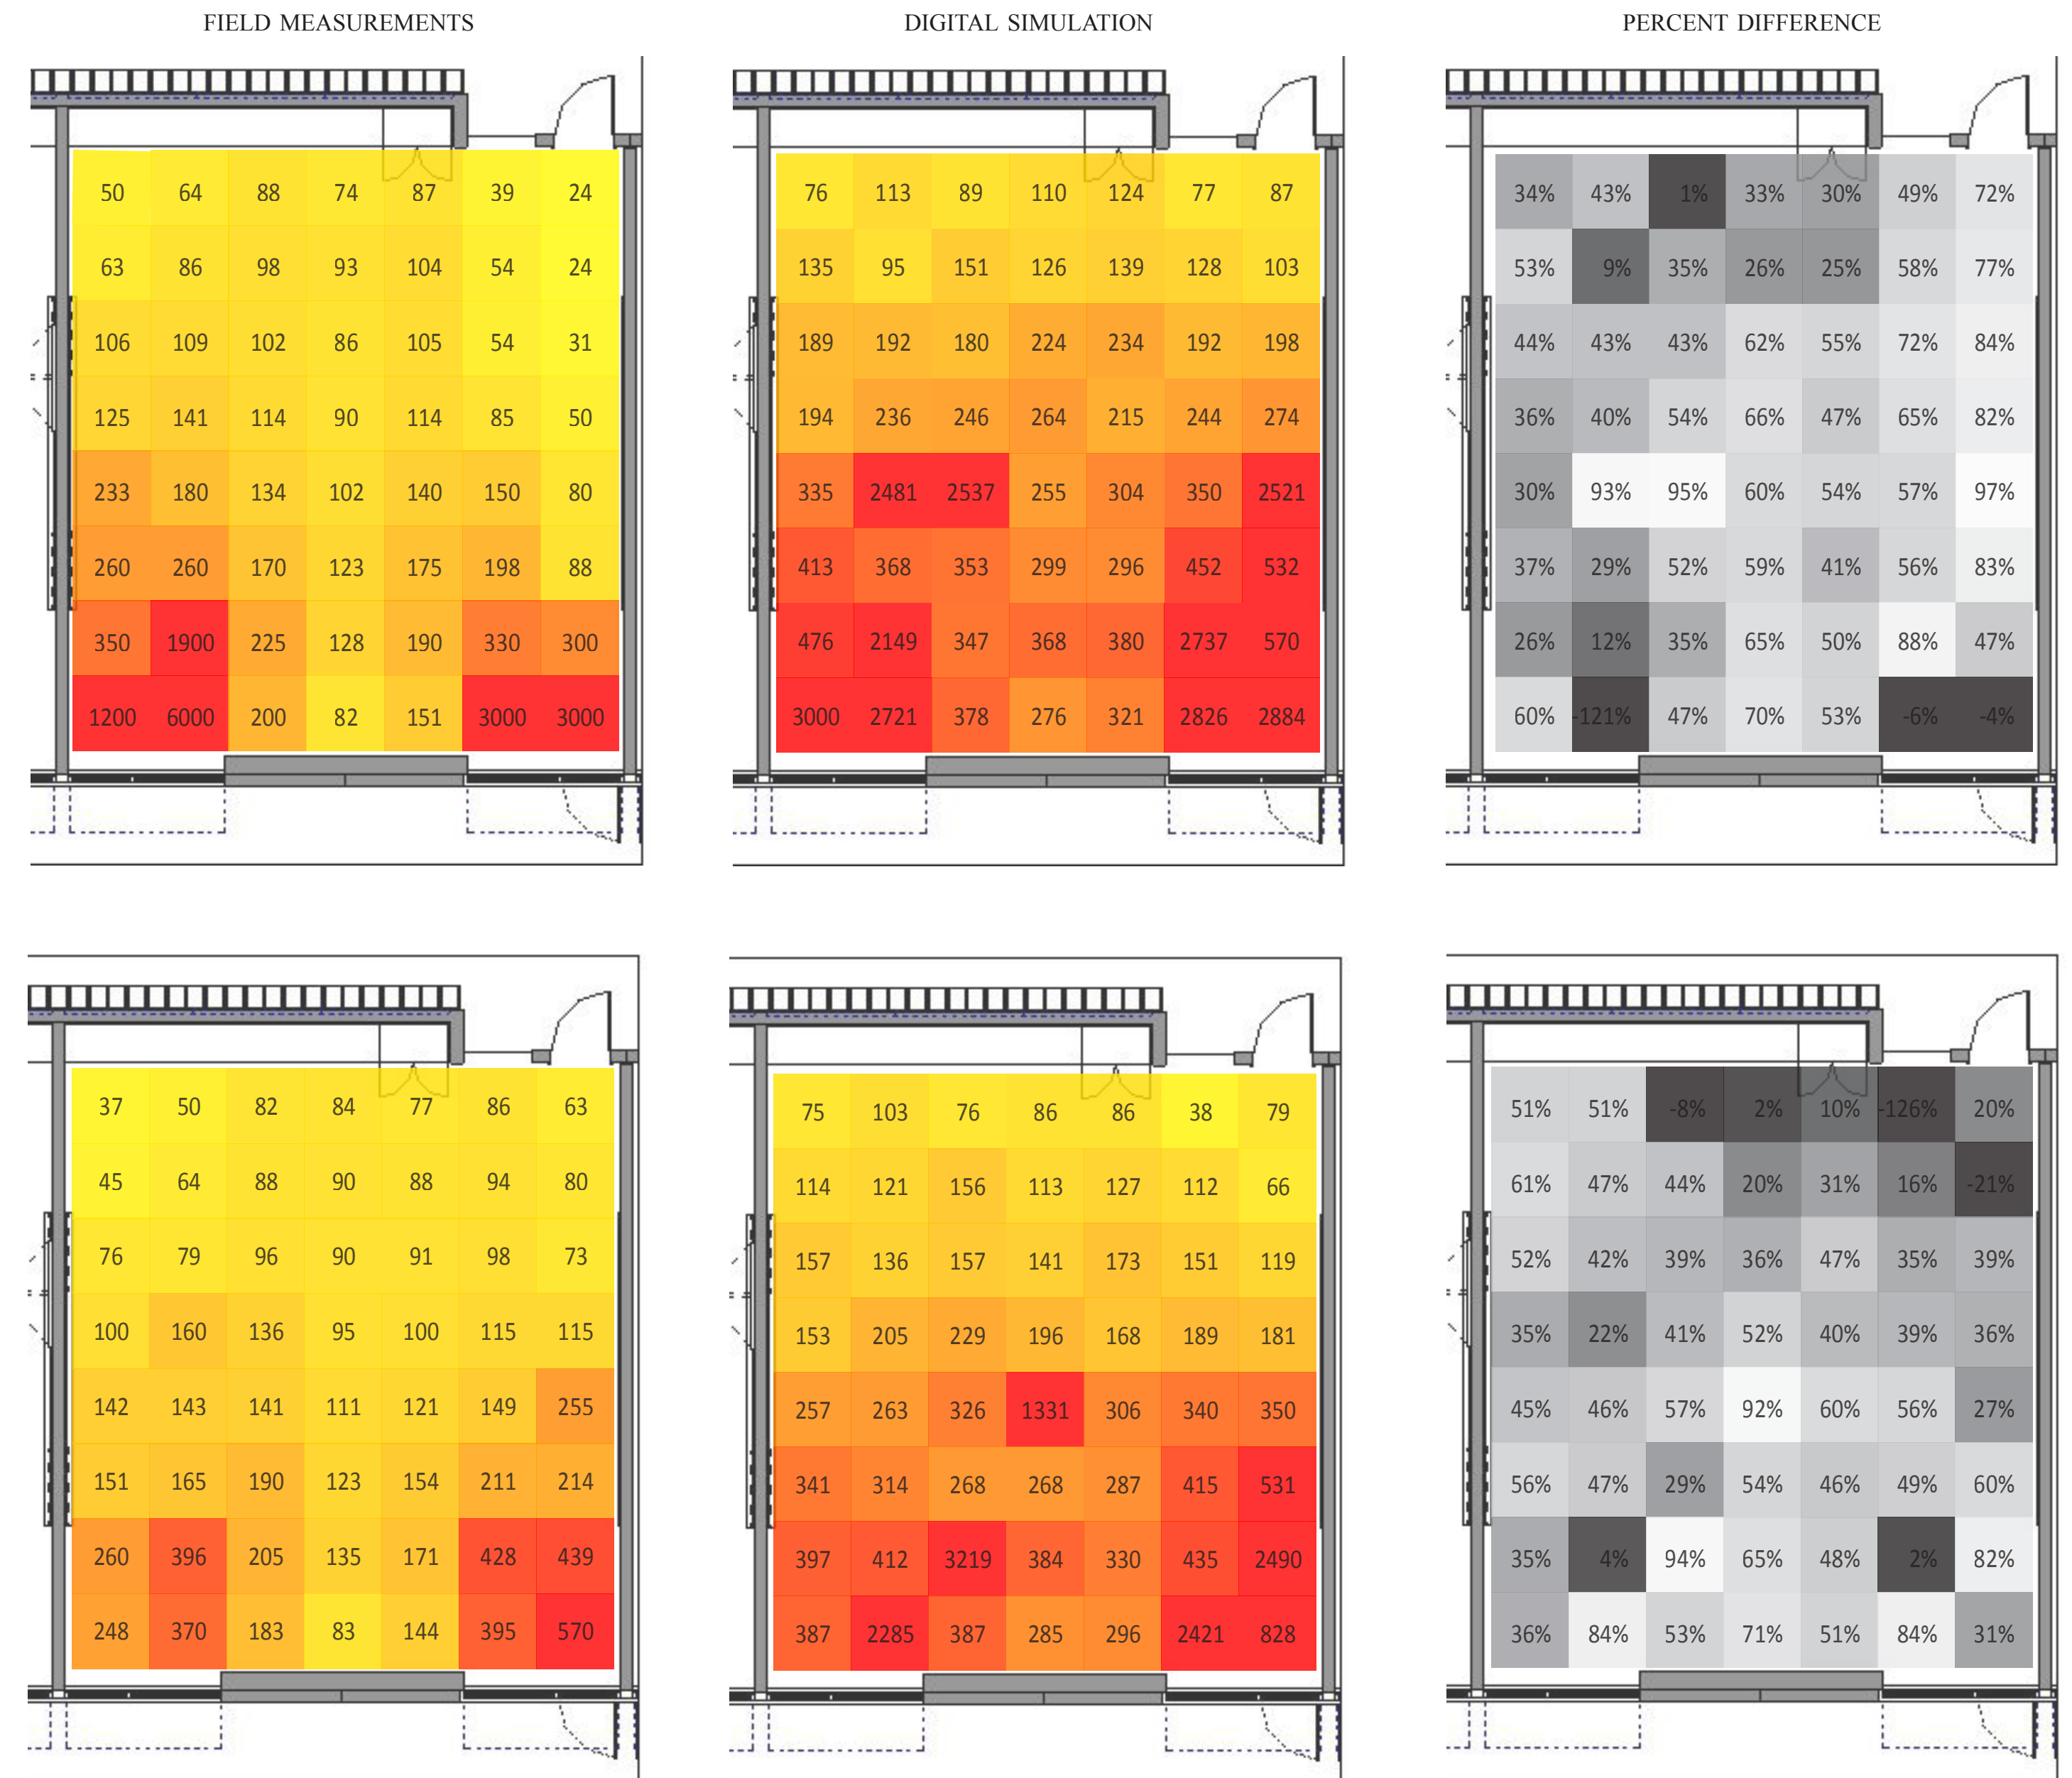 FIELD MEASUREMENTS DIGITAL SIMULATION PERCENT DIFFERENCE
50 64 88 74 87 39 24
63 86 98 93 104 54 24
106 109 102 86 105 54 31
125 141 114 90 114 85 50
233 180 134 102 140 150 80
260 260 170 123 175 198 88
350 1900 225 128 190 330 300
1200 6000 200 82 151 3000 3000
76 113 89 110 124 77 87
135 95 151 126 139 128 103
189 192 180 224 234 192 198
194 236 246 264 215 244 274
335 2481 2537 255 304 350 2521
413 368 353 299 296 452 532
476 2149 347 368 380 2737 570
3000 2721 378 276 321 2826 2884
34% 43% 1% 33% 30% 49% 72%
53% 9% 35% 26% 25% 58% 77%
44% 43% 43% 62% 55% 72% 84%
36% 40% 54% 66% 47% 65% 82%
30% 93% 95% 60% 54% 57% 97%
37% 29% 52% 59% 41% 56% 83%
26% 12% 35% 65% 50% 88% 47%
60% -121% 47% 70% 53% -6% -4%
37 50 82 84 77 86 63
45 64 88 90 88 94 80
76 79 96 90 91 98 73
100 160 136 95 100 115 115
142 143 141 111 121 149 255
151 165 190 123 154 211 214
260 396 205 135 171 428 439
248 370 183 83 144 395 570
75 103 76 86 86 38 79
114 121 156 113 127 112 66
157 136 157 141 173 151 119
153 205 229 196 168 189 181
257 263 326 1331 306 340 350
341 314 268 268 287 415 531
397 412 3219 384 330 435 2490
387 2285 387 285 296 2421 828
51% 51% -8% 2% 10% -126% 20%
61% 47% 44% 20% 31% 16% -21%
52% 42% 39% 36% 47% 35% 39%
35% 22% 41% 52% 40% 39% 36%
45% 46% 57% 92% 60% 56% 27%
56% 47% 29% 54% 46% 49% 60%
35% 4% 94% 65% 48% 2% 82%
36% 84% 53% 71% 51% 84% 31%